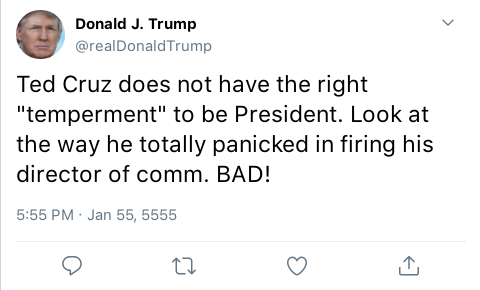 Donald J. Trump
@realDonaldTrump
Ted Cruz does not have the right
"temperment" to be President. Look at
the way he totally panicked in firing his
director of comm. BAD!
5:55 PM · Jan 55, 5555